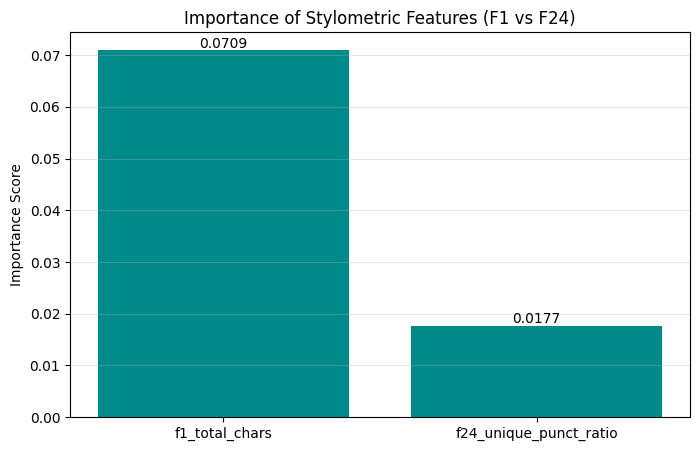 Importance of Stylometric Features (F1 vs F24)
0.0709
0.0177
Importance Score
0.07
0.06
0.05
0.04
0.03
0.02
0.01
0.00
f1_total_chars
f24_unique_punct_ratio